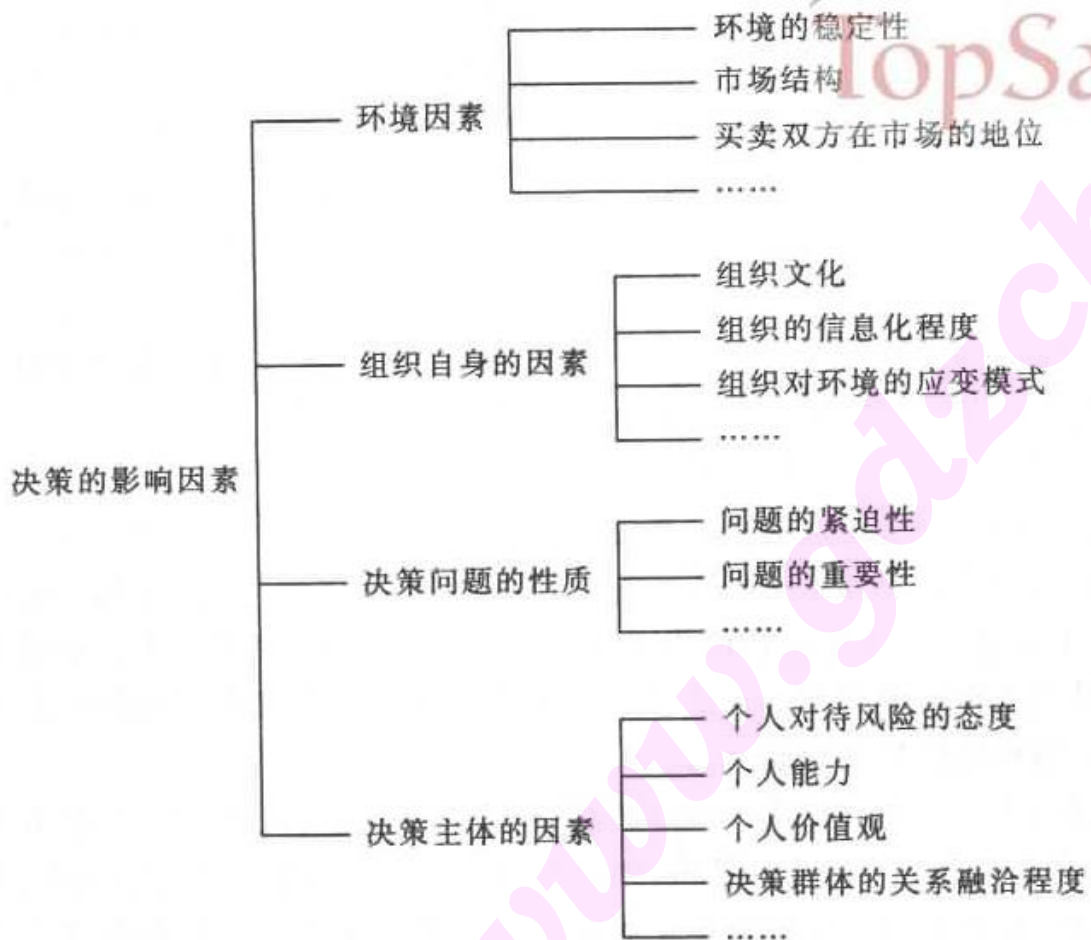 TopSa
环境的稳定性
市场结构
环境因素
买卖双方在市场的地位
……
组织文化
组织的信息化程度
组织自身的因素
组织对环境的应变模式
……
决策的影响因素
问题的紧迫性
决策问题的性质
问题的重要性
……
个人对待风险的态度
个人能力
决策主体的因素
个人价值观
决策群体的关系融洽程度
……
www.gdzcb